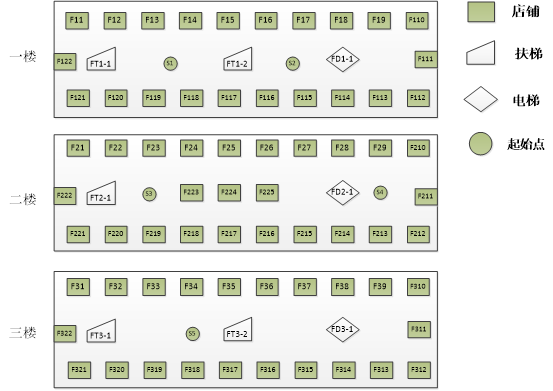 F11 F12 F13 F14 F15 F16 F17 F18 F19 F110
一楼 F122 FT1-1 S1 FT1-2 S2 FD1-1 F111
F121 F120 F119 F118 F117 F116 F115 F114 F113 F112
F21 F22 F23 F24 F25 F26 F27 F28 F29 F210
二楼 F222 FT2-1 S3 F223 F224 F225 FD2-1 S4 F211
F221 F220 F219 F218 F217 F216 F215 F214 F213 F212
F31 F32 F33 F34 F35 F36 F37 F38 F39 F310
三楼 F322 FT3-1 S5 FT3-2 FD3-1 F311
F321 F320 F319 F318 F317 F316 F315 F314 F313 F312
店铺
扶梯
电梯
起始点